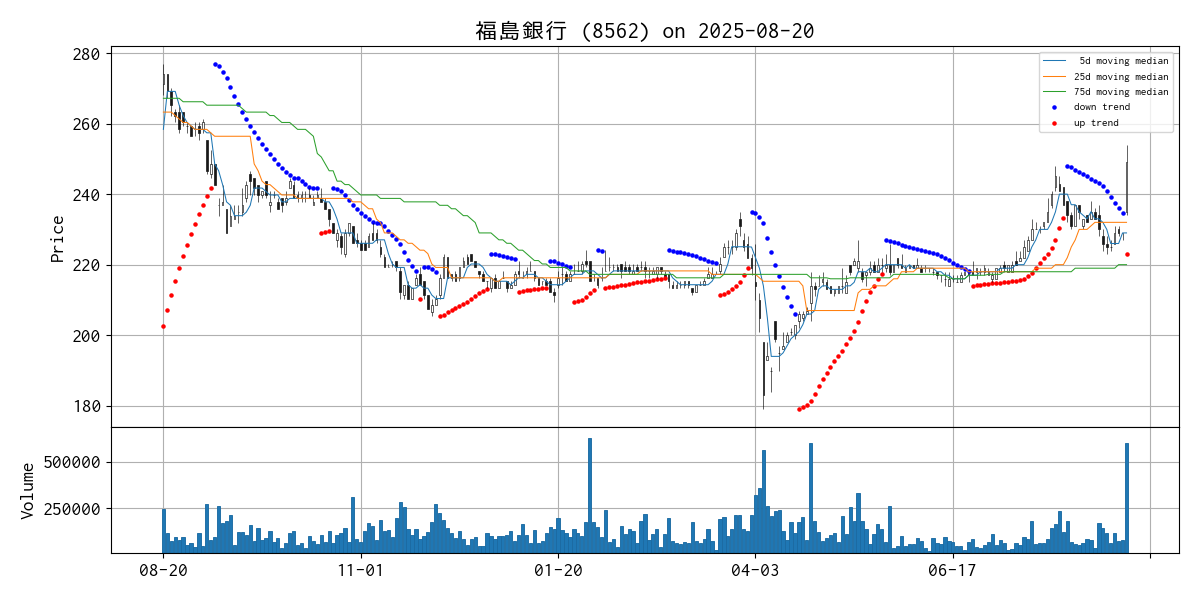 福島銀行 (8562) on 2025-08-20
5d moving median
25d moving median
75d moving median
down trend
up trend
Price
280
260
240
220
200
180
Volume
500000
250000
08-20 11-01 01-20 04-03 06-17